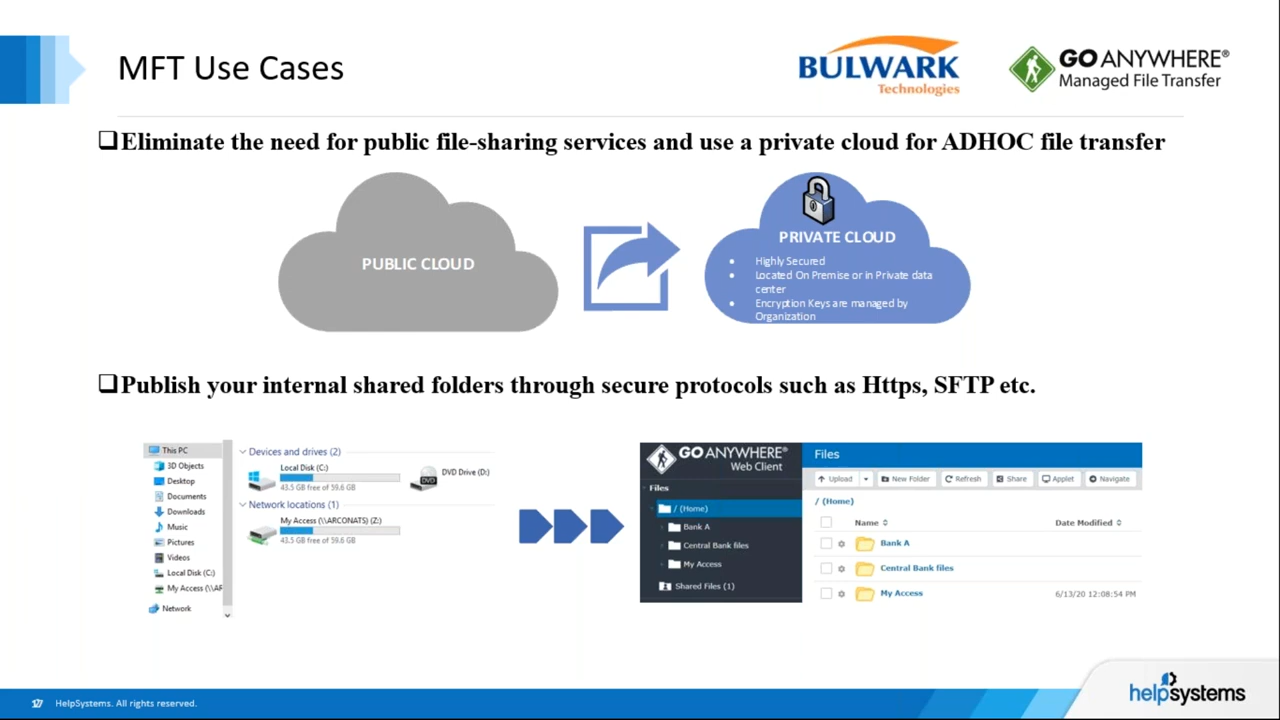 MFT Use Cases
BULWARK
Technologies
GO ANYWHERE®
Managed File Transfer
Eliminate the need for public file-sharing services and use a private cloud for ADHOC file transfer
PUBLIC CLOUD
PRIVATE CLOUD
Highly Secured
Located On Premise or in Private data
center
Encryption Keys are managed by
Organization
Publish your internal shared folders through secure protocols such as Https, SFTP etc.
This PC
3D Objects
Desktop
Documents
Downloads
Music
Pictures
Videos
Local Disk (C:)
My Access (\\AF
Network
Devices and drives (2)
Local Disk (C:)
43.5 GB free of 59.6 GB
DVD Drive (D:)
DVD
Network locations (1)
My Access (\\ARCONATS) (Z:)
43.5 GB free of 59.6 GB
GO ANYWHERE®
Web Client
Files
/ (Home)
Bank A
Central Bank files
My Access
Shared Files (1)
Files
Upload
New Folder
Refresh
Share
Applet
Navigate
/ (Home)
Name
Date Modified
Bank A
Central Bank files
My Access
6/13/20 12:08:54 PM
HelpSystems. All rights reserved.
helpsystems